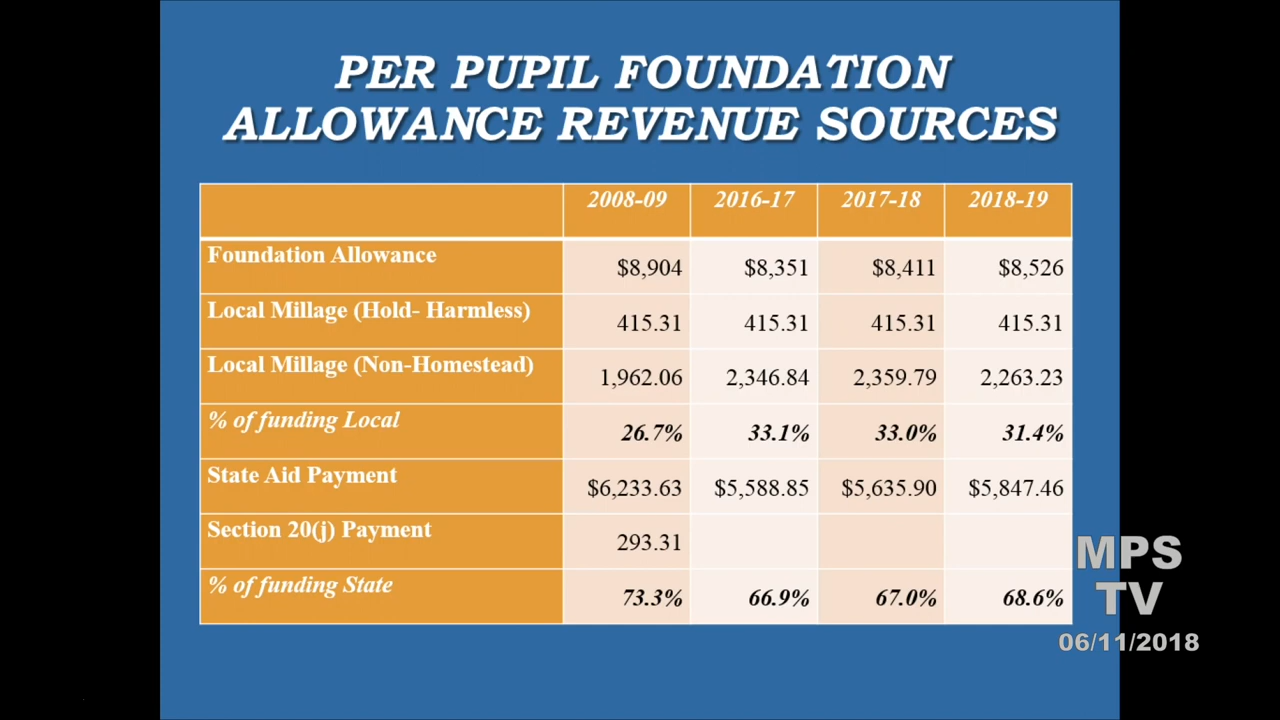 PER PUPIL FOUNDATION
ALLOWANCE REVENUE SOURCES
2008-09 2016-17 2017-18 2018-19
Foundation Allowance $8,904 $8,351 $8,411 $8,526
Local Millage (Hold- Harmless) 415.31 415.31 415.31 415.31
Local Millage (Non-Homestead) 1,962.06 2,346.84 2,359.79 2,263.23
% of funding Local 26.7% 33.1% 33.0% 31.4%
State Aid Payment $6,233.63 $5,588.85 $5,635.90 $5,847.46
Section 20(j) Payment 293.31
% of funding State 73.3% 66.9% 67.0% 68.6%
MPS
TV
06/11/2018